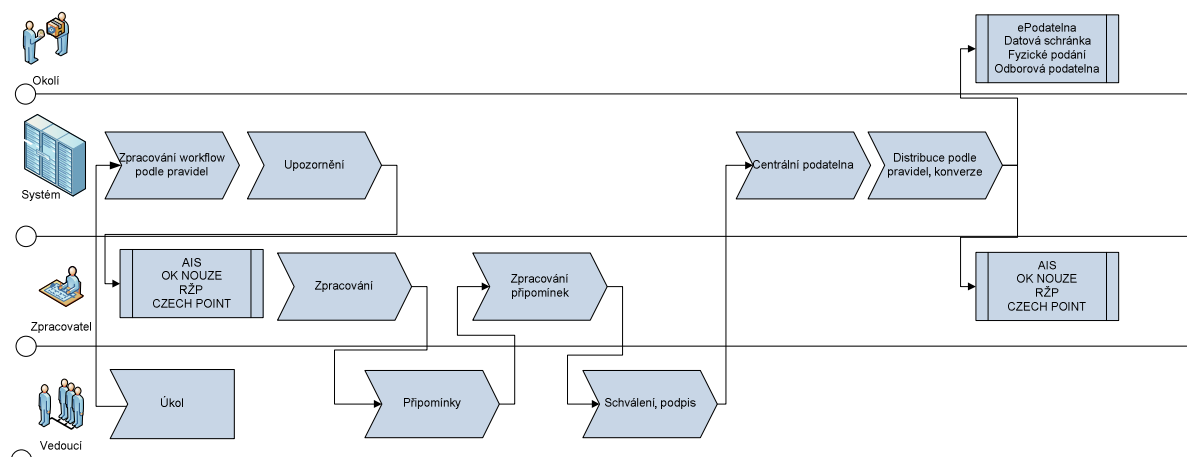 Okolí
ePodatelna
Datová schránka
Fyzické podání
Odborová podatelna
Systém
Zpracování workflow
podle pravidel
Upozornění
Centrální podatelna
Distribuce podle
pravidel, konverze
Zpracovatel
AIS
OK NOUZE
RŽP
CZECH POINT
Zpracování
Zpracování
připomínek
AIS
OK NOUZE
RŽP
CZECH POINT
Vedoucí
Úkol
Připomínky
Schválení, podpis